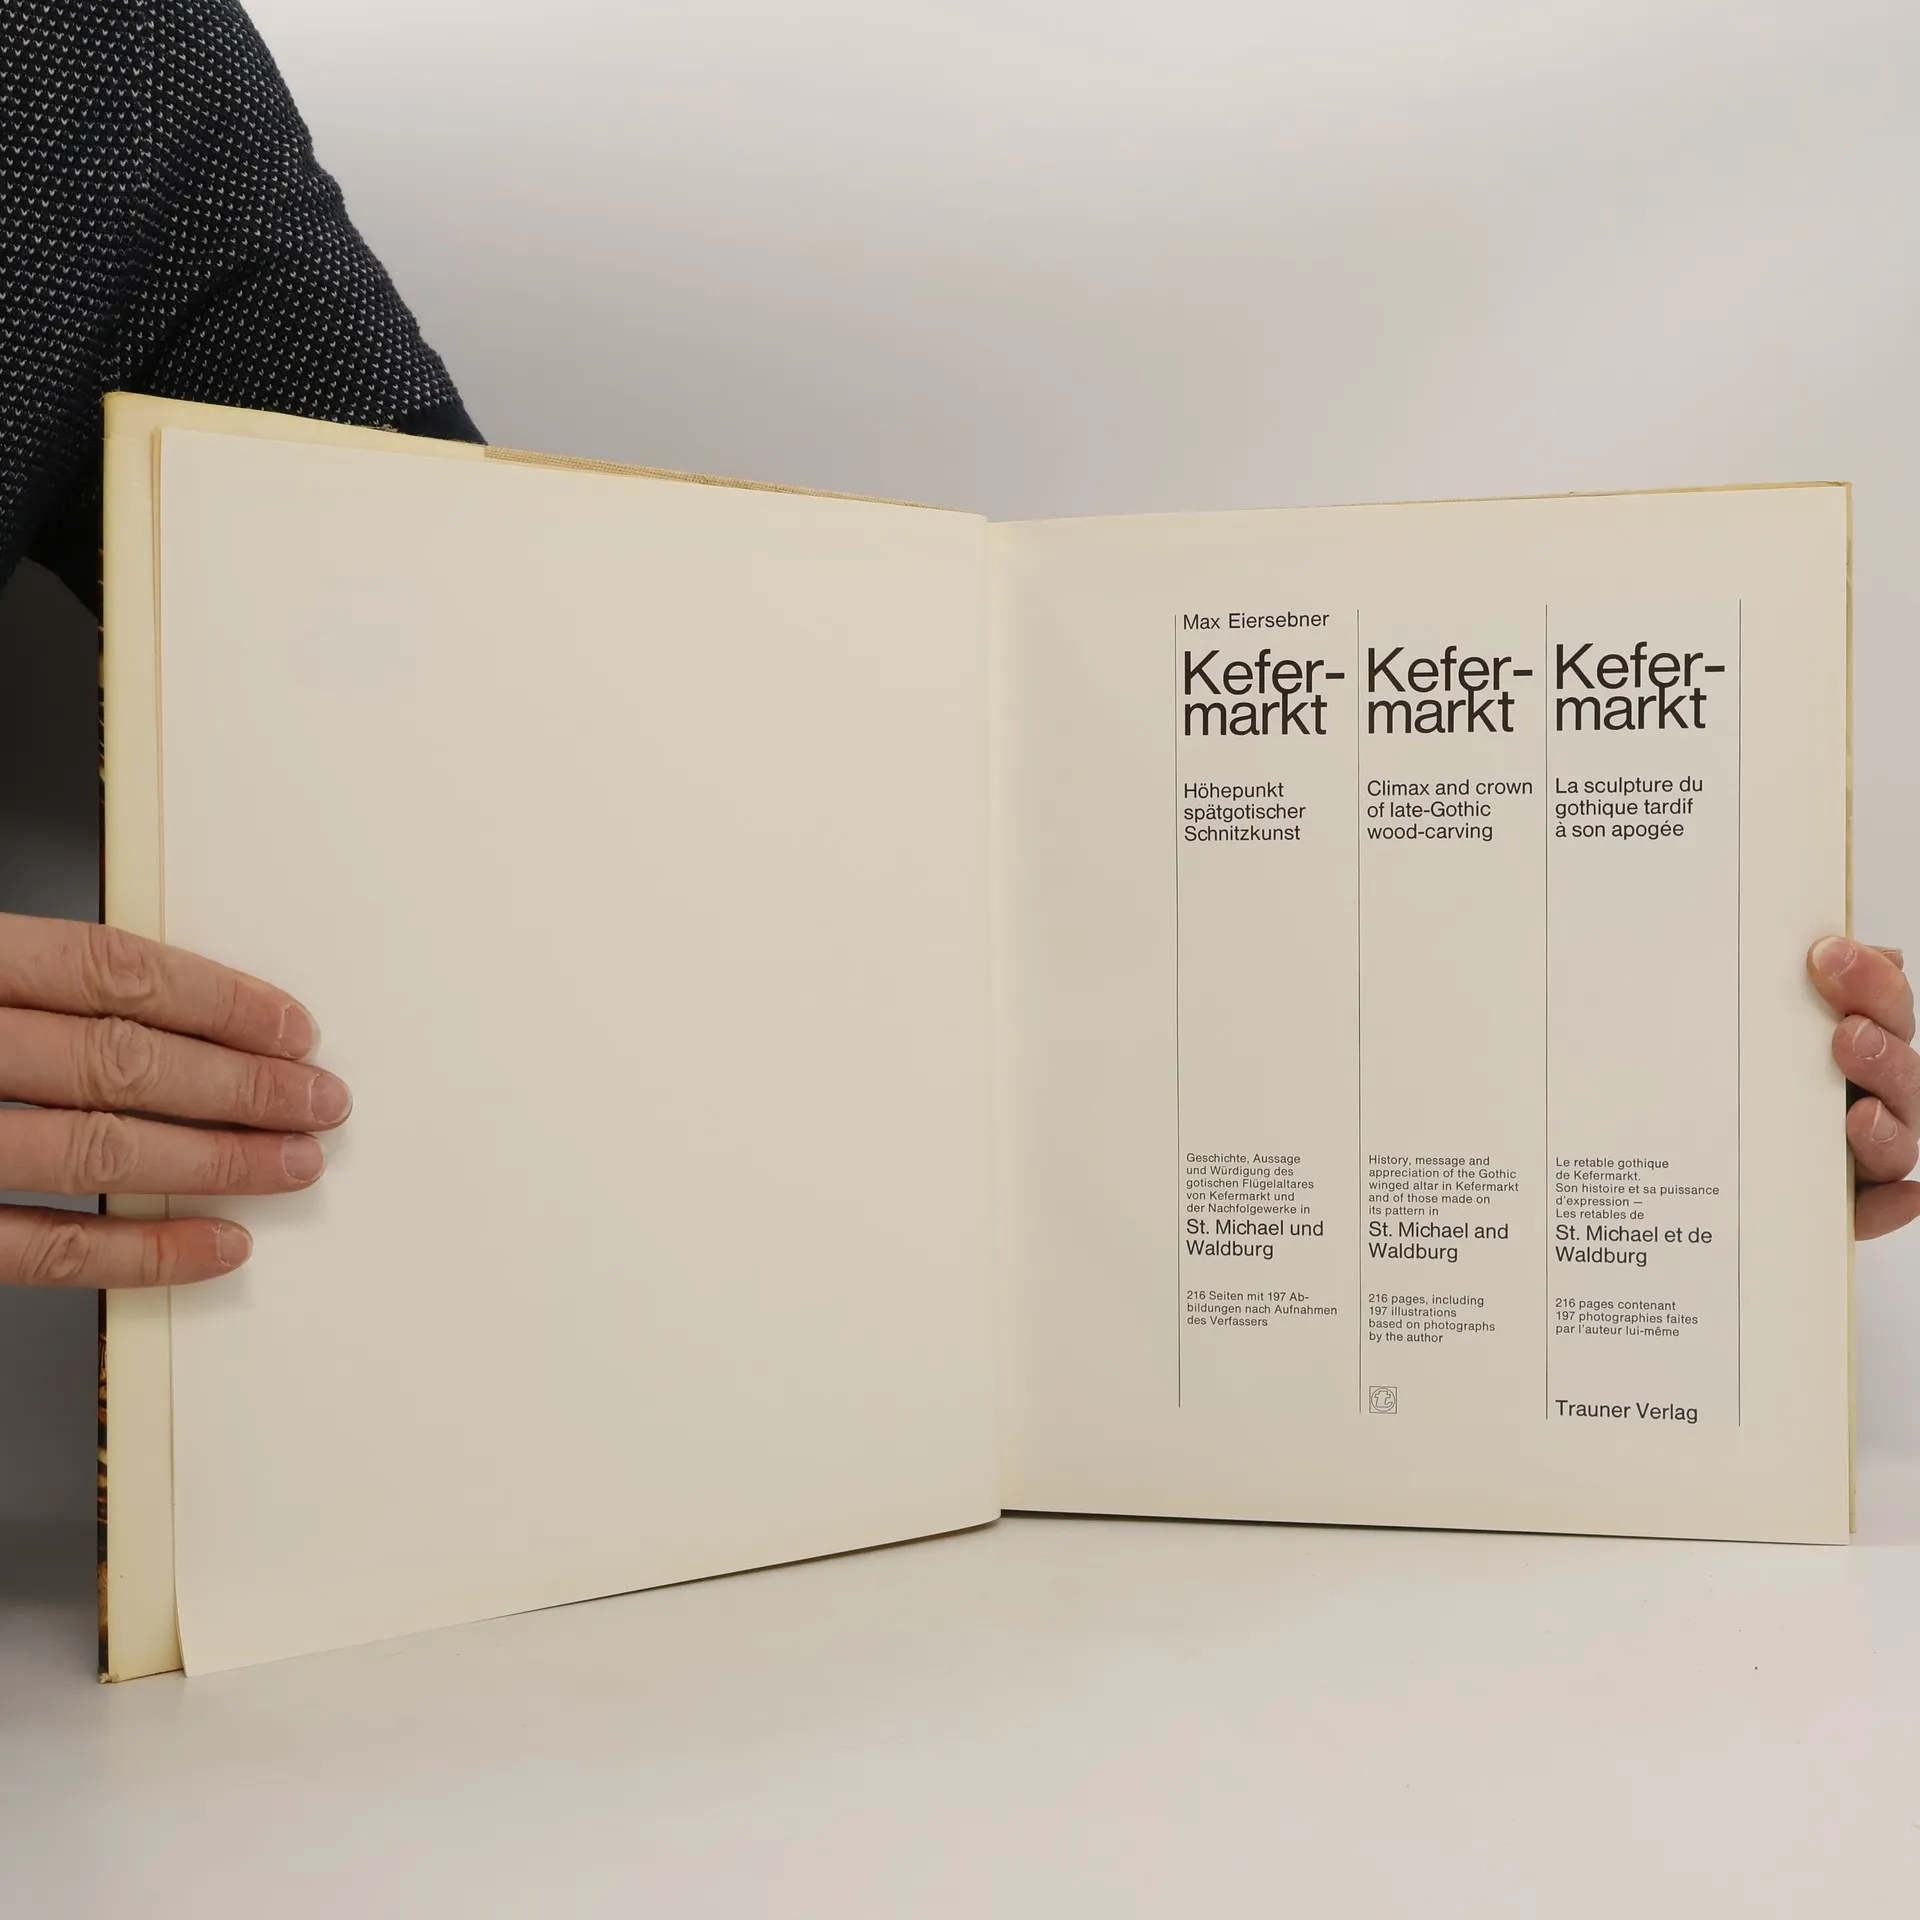 Max Eiersebner
Kefer-
markt
Höhepunkt
spätgotischer
Schnitzkunst
Geschichte, Aussage
und Würdigung des
gotischen Flügelaltares
von Kefermarkt und
der Nachfolgewerke in
St. Michael und
Waldburg
216 Seiten mit 197 Ab-
bildungen nach Aufnahmen
des Verfassers
Kefer-
markt
Climax and crown
of late-Gothic
wood-carving
History, message and
appreciation of the Gothic
winged altar in Kefermarkt
and of those made on
its pattern in
St. Michael and
Waldburg
216 pages, including
197 illustrations
based on photographs
by the author
Kefer-
markt
La sculpture du
gothique tardif
à son apogée
Le retable gothique
de Kefermarkt.
Son histoire et sa puissance
d'expression —
Les retables de
St. Michael et de
Waldburg
216 pages contenant
197 photographies faites
par l'auteur lui-même
Trauner Verlag